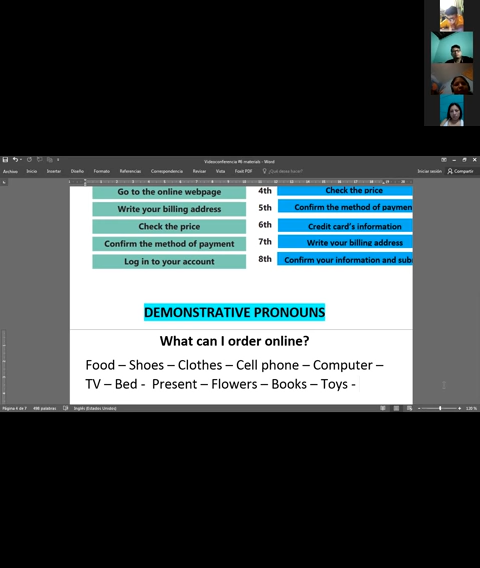 Videoconferencia #6 materials - Word
Archivo Inicio Insertar Diseño Formato Referencias Correspondencia Revisar Vista Foxit PDF ¿Qué desea hacer? Iniciar sesión Compartir
Go to the online webpage 4th Check the price
Write your billing address 5th Confirm the method of paymen
Check the price 6th Credit card's information
Confirm the method of payment 7th Write your billing address
Log in to your account 8th Confirm your information and sub
DEMONSTRATIVE PRONOUNS
What can I order online?
Food – Shoes – Clothes – Cell phone – Computer –
TV – Bed - Present – Flowers – Books – Toys -
Página 4 de 7 498 palabras Inglés (Estados Unidos)